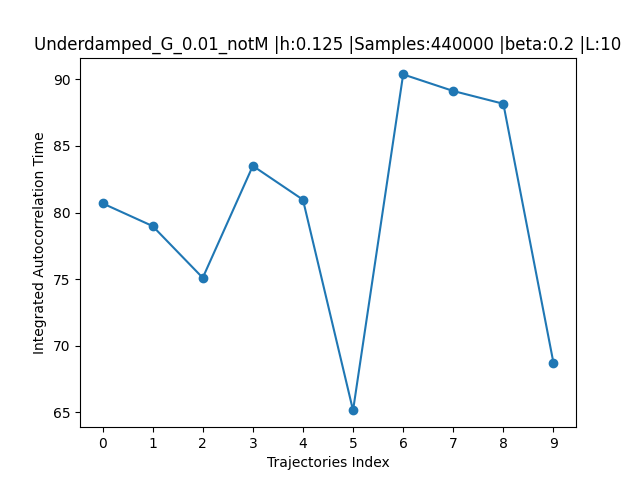 Underdamped_G_0.01_notM |h:0.125 |Samples:440000 |beta:0.2 |L:10
Integrated Autocorrelation Time
90
85
80
75
70
65
0 1 2 3 4 5 6 7 8 9
Trajectories Index